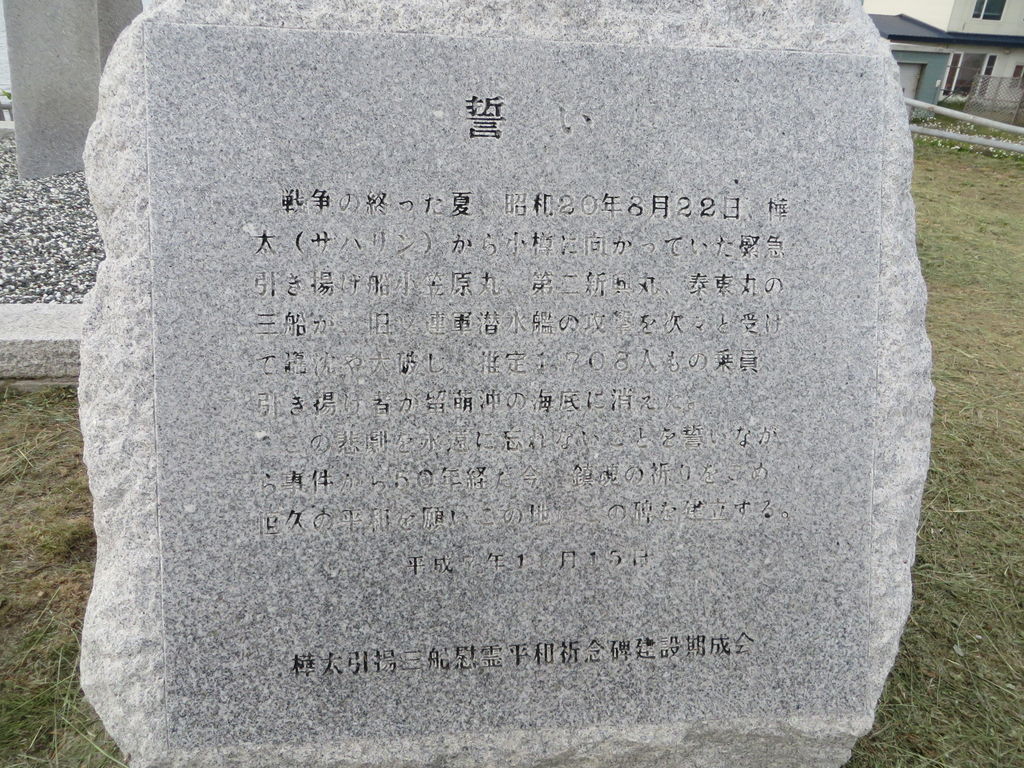 誓い
戦争の終った夏、昭和20年8月22日、樺
太(サハリン)から小樽に向かっていた緊急
引き揚げ船小笠原丸、第二新興丸、泰東丸の
三船が、旧ソ連軍潜水艦の攻撃を次々と受け
て撃沈や大破し、推定1,708人もの乗員
引き揚げ者が留萌沖の海底に消えた。
この悲劇を永遠に忘れないことを誓いなが
ら事件から50年経た今、鎮魂の祈りをこめ
恒久の平和を願いこの地にこの碑を建立する。
平成 年1 月15日
樺太引揚三船慰霊平和祈念碑建設期成会